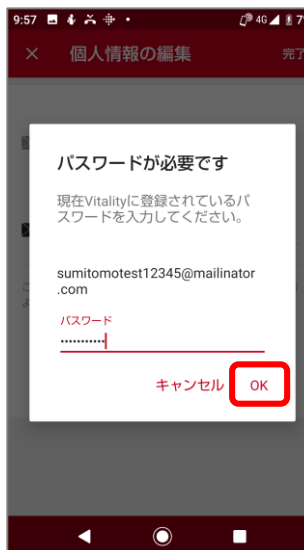 9:57 4G 7
× 個人情報の編集 完了
パスワードが必要です
現在Vitalityに登録されているパ
スワードを入力してください。
sumitomotest12345@mailinator
.com
パスワード
•••••••••••
キャンセル OK